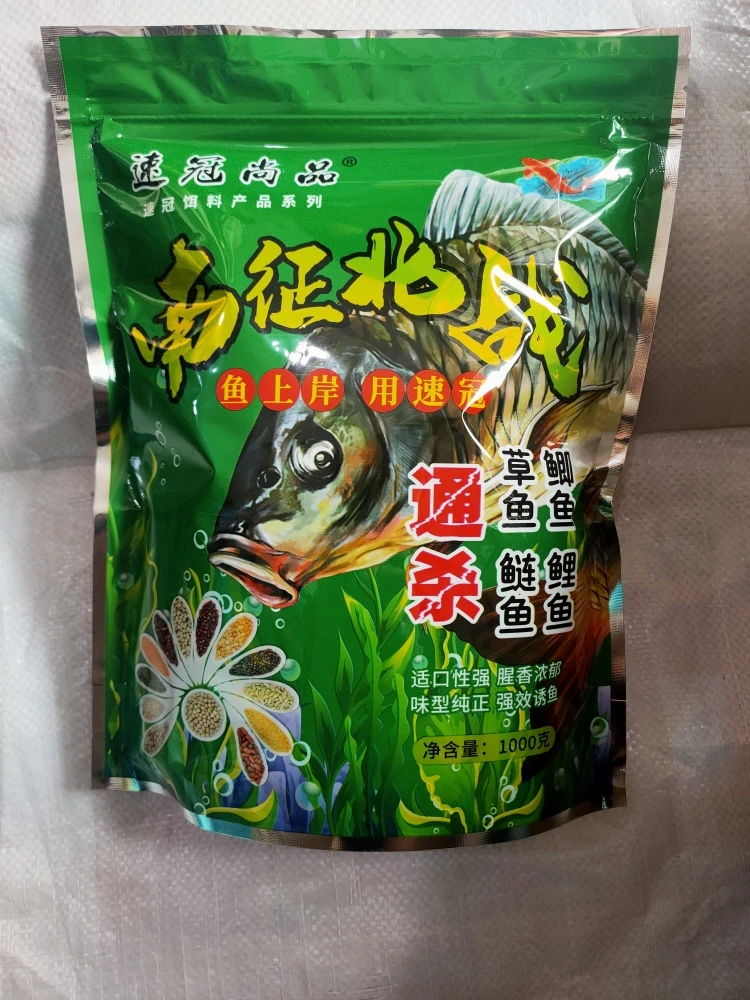 速冠尚品®
速冠饵料产品系列
南征北战
鱼上岸 用速冠
通杀
鲫鱼 鲤鱼
草鱼 鲢鱼
适口性强 腥香浓郁
味型纯正 强效诱鱼
净含量：1000克